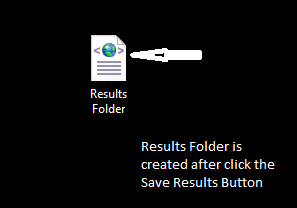 Results
Folder
Results Folder is
created after click the
Save Results Button